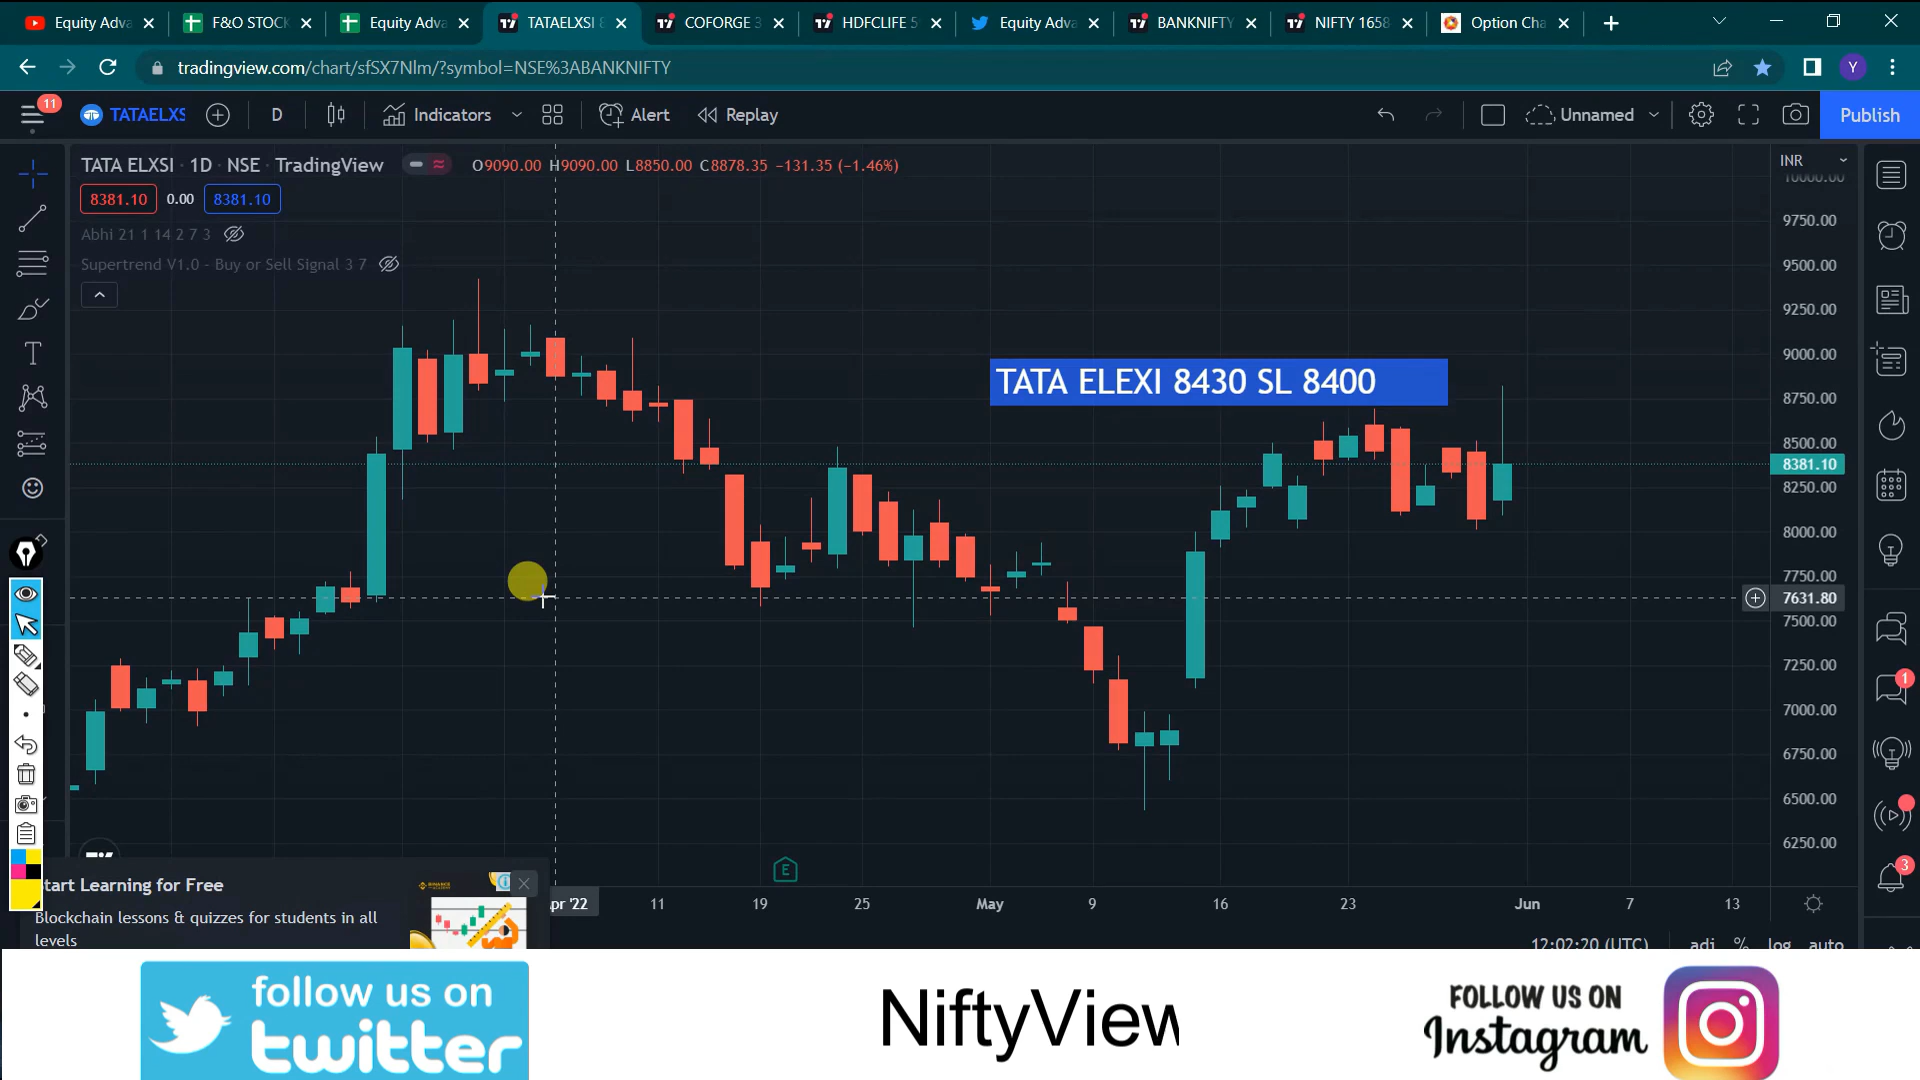 Equity Adva
F&O STOCK
Equity Adva
TATAELXSI 8
COFORGE 3
HDFCLIFE 5
Equity Adva
BANKNIFTY
NIFTY 1658
Option Cha
tradingview.com/chart/sfSX7Nlm/?symbol=NSE%3ABANKNIFTY
Y
11
TATAELXS
D
Indicators
Alert
Replay
Unnamed
Publish
TATA ELXSI · 1D · NSE · TradingView
O9090.00 H9090.00 L8850.00 C8878.35 −131.35 (−1.46%)
INR
10000.00
8381.10
0.00
8381.10
Abhi 21 1 14 2 7 3
Supertrend V1.0 - Buy or Sell Signal 3 7
9750.00
9500.00
9250.00
9000.00
TATA ELEXI 8430 SL 8400
8750.00
8500.00
8381.10
8250.00
8000.00
7750.00
7631.80
7500.00
7250.00
7000.00
6750.00
6500.00
6250.00
1
3
E
pr '22
11
19
25
May
9
16
23
Jun
7
13
tart Learning for Free
Blockchain lessons & quizzes for students in all
levels
12:02:20 (UTC)
adj
%
log
auto
follow us on
twitter
NiftyView
FOLLOW US ON
Instagram